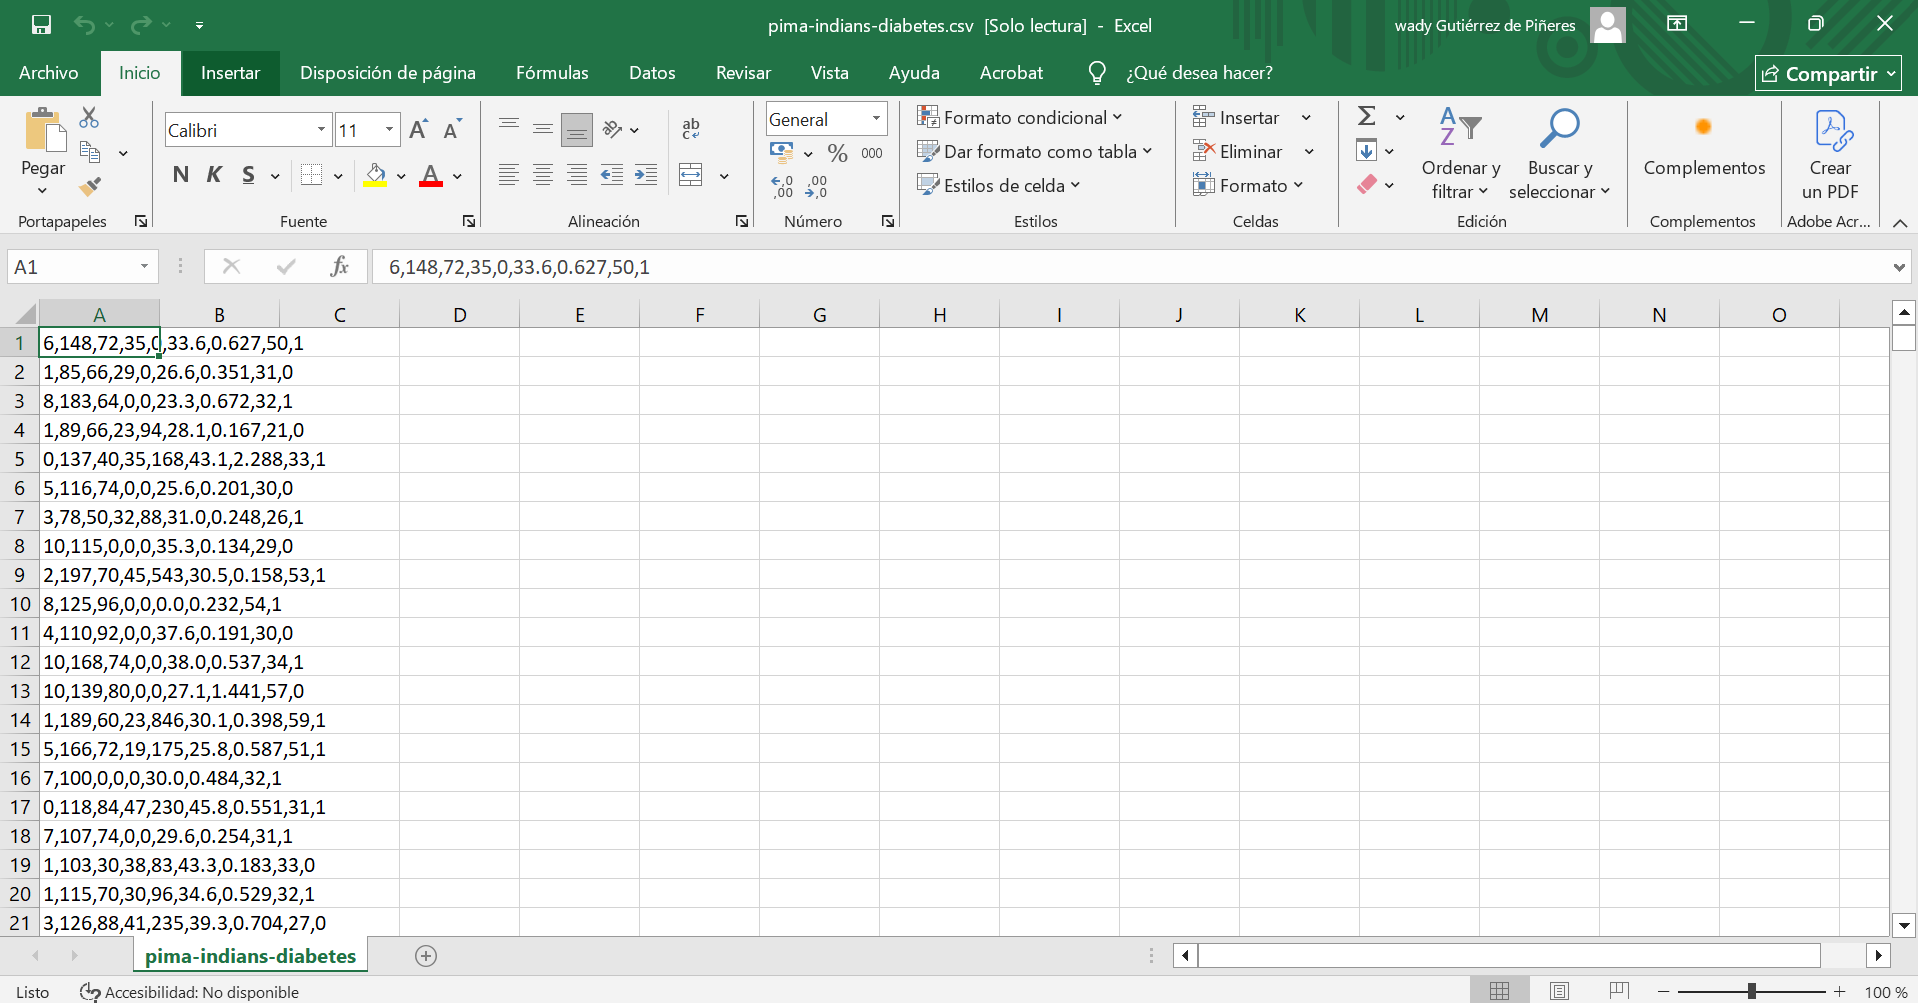 pima-indians-diabetes.csv [Solo lectura] - Excel
wady Gutiérrez de Piñeres
Archivo Inicio Insertar Disposición de página Fórmulas Datos Revisar Vista Ayuda Acrobat ¿Qué desea hacer? Compartir
Pegar
Portapapeles
Calibri 11
N K S
Fuente
Alineación
General
% 000
Número
Formato condicional
Dar formato como tabla
Estilos de celda
Estilos
Insertar
Eliminar
Formato
Celdas
Ordenar y
filtrar
Buscar y
seleccionar
Edición
Complementos
Complementos
Crear
un PDF
Adobe Acr...
A1 fx 6,148,72,35,0,33.6,0.627,50,1
A B C D E F G H I J K L M N O
1 6,148,72,35,0,33.6,0.627,50,1
2 1,85,66,29,0,26.6,0.351,31,0
3 8,183,64,0,0,23.3,0.672,32,1
4 1,89,66,23,94,28.1,0.167,21,0
5 0,137,40,35,168,43.1,2.288,33,1
6 5,116,74,0,0,25.6,0.201,30,0
7 3,78,50,32,88,31.0,0.248,26,1
8 10,115,0,0,0,35.3,0.134,29,0
9 2,197,70,45,543,30.5,0.158,53,1
10 8,125,96,0,0,0.0,0.232,54,1
11 4,110,92,0,0,37.6,0.191,30,0
12 10,168,74,0,0,38.0,0.537,34,1
13 10,139,80,0,0,27.1,1.441,57,0
14 1,189,60,23,846,30.1,0.398,59,1
15 5,166,72,19,175,25.8,0.587,51,1
16 7,100,0,0,0,30.0,0.484,32,1
17 0,118,84,47,230,45.8,0.551,31,1
18 7,107,74,0,0,29.6,0.254,31,1
19 1,103,30,38,83,43.3,0.183,33,0
20 1,115,70,30,96,34.6,0.529,32,1
21 3,126,88,41,235,39.3,0.704,27,0
pima-indians-diabetes
Listo Accesibilidad: No disponible 100 %